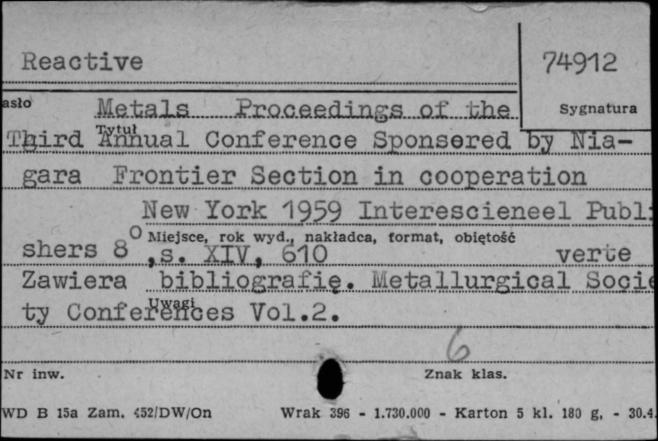 Reactive
74912
asło
Metals Proceedings of the
Sygnatura
Tytuł
Third Annual Conference Sponsered by Nia-
gara Frontier Section in cooperation
New York 1959 Interescieneel Publi
Miejsce, rok wyd., nakładca, format, obiętość
shers 8° ,s. XIV, 610 verte
Zawiera bibliografię. Metallurgical Socie
Uwagi
ty Conferences Vol.2.
6
Nr inw. Znak klas.
WD B 15a Zam. 452/DW/On Wrak 396 - 1.730.000 - Karton 5 kl. 180 g, - 30.4.